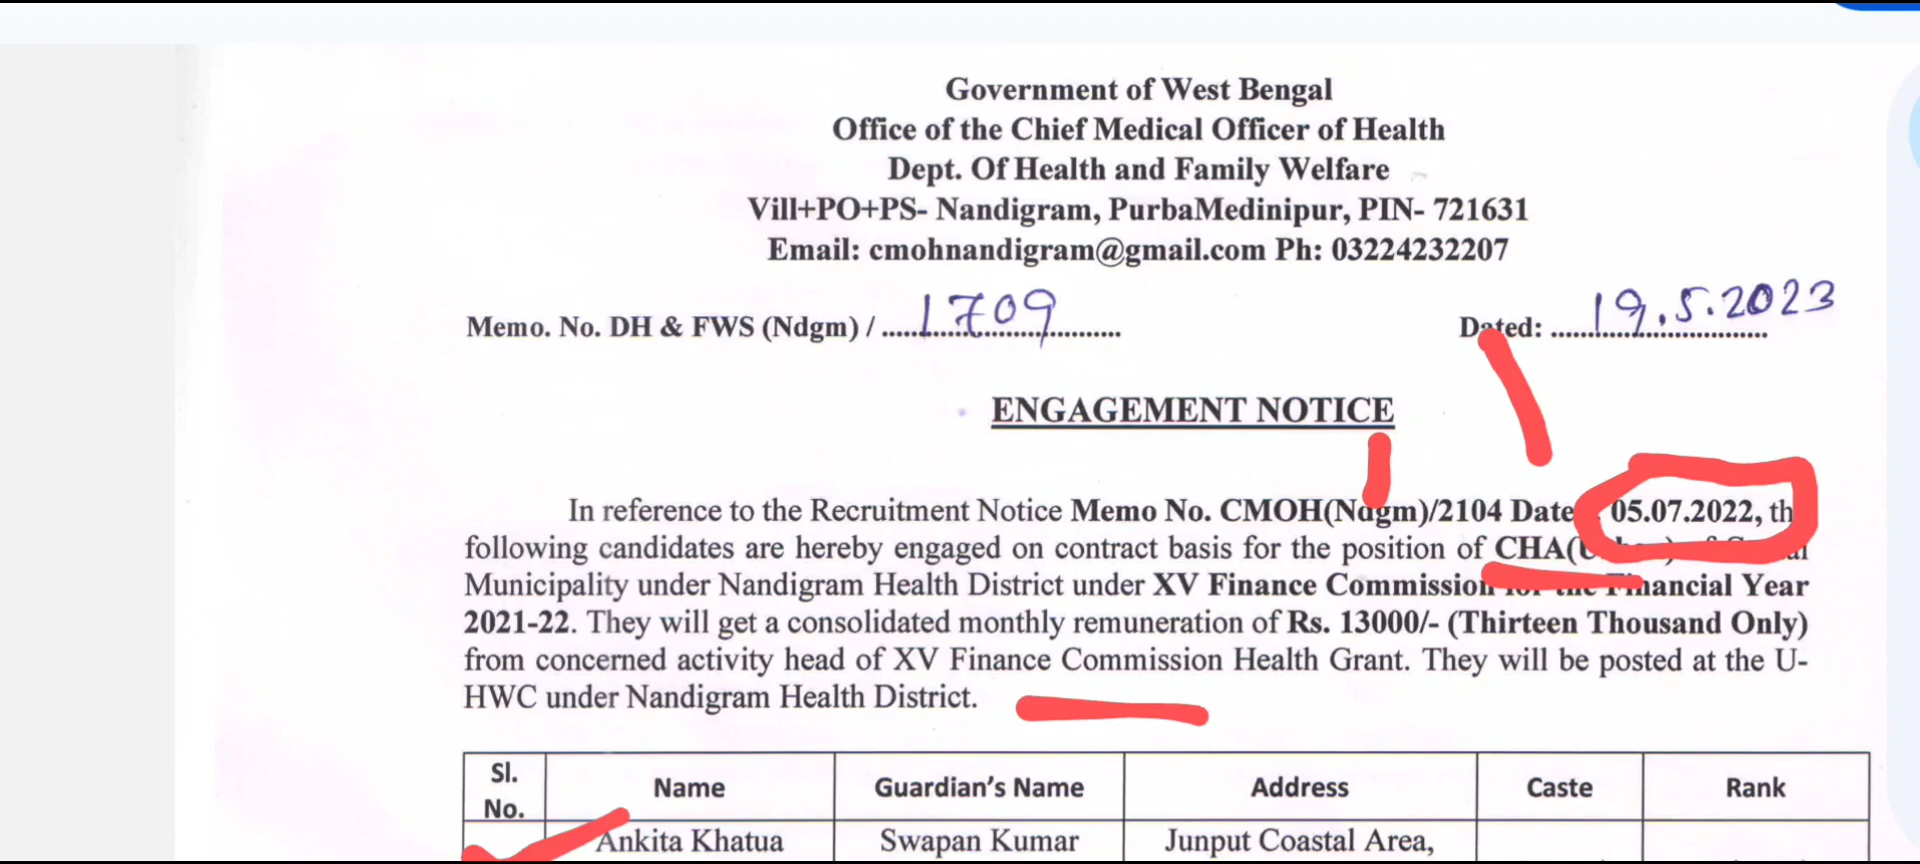 Government of West Bengal
Office of the Chief Medical Officer of Health
Dept. Of Health and Family Welfare
Vill+PO+PS- Nandigram, PurbaMedinipur, PIN- 721631
Email: cmohnandigram@gmail.com Ph: 03224232207
Memo. No. DH & FWS (Ndgm) / 1709 Dated: 19.5.2023
ENGAGEMENT NOTICE
In reference to the Recruitment Notice Memo No. CMOH(Ndgm)/2104 Date 05.07.2022, th
following candidates are hereby engaged on contract basis for the position of CHA(
Municipality under Nandigram Health District under XV Finance Commission for the Financial Year
2021-22. They will get a consolidated monthly remuneration of Rs. 13000/- (Thirteen Thousand Only)
from concerned activity head of XV Finance Commission Health Grant. They will be posted at the U-
HWC under Nandigram Health District.
Sl. No. Name Guardian's Name Address Caste Rank
Ankita Khatua Swapan Kumar Junput Coastal Area,